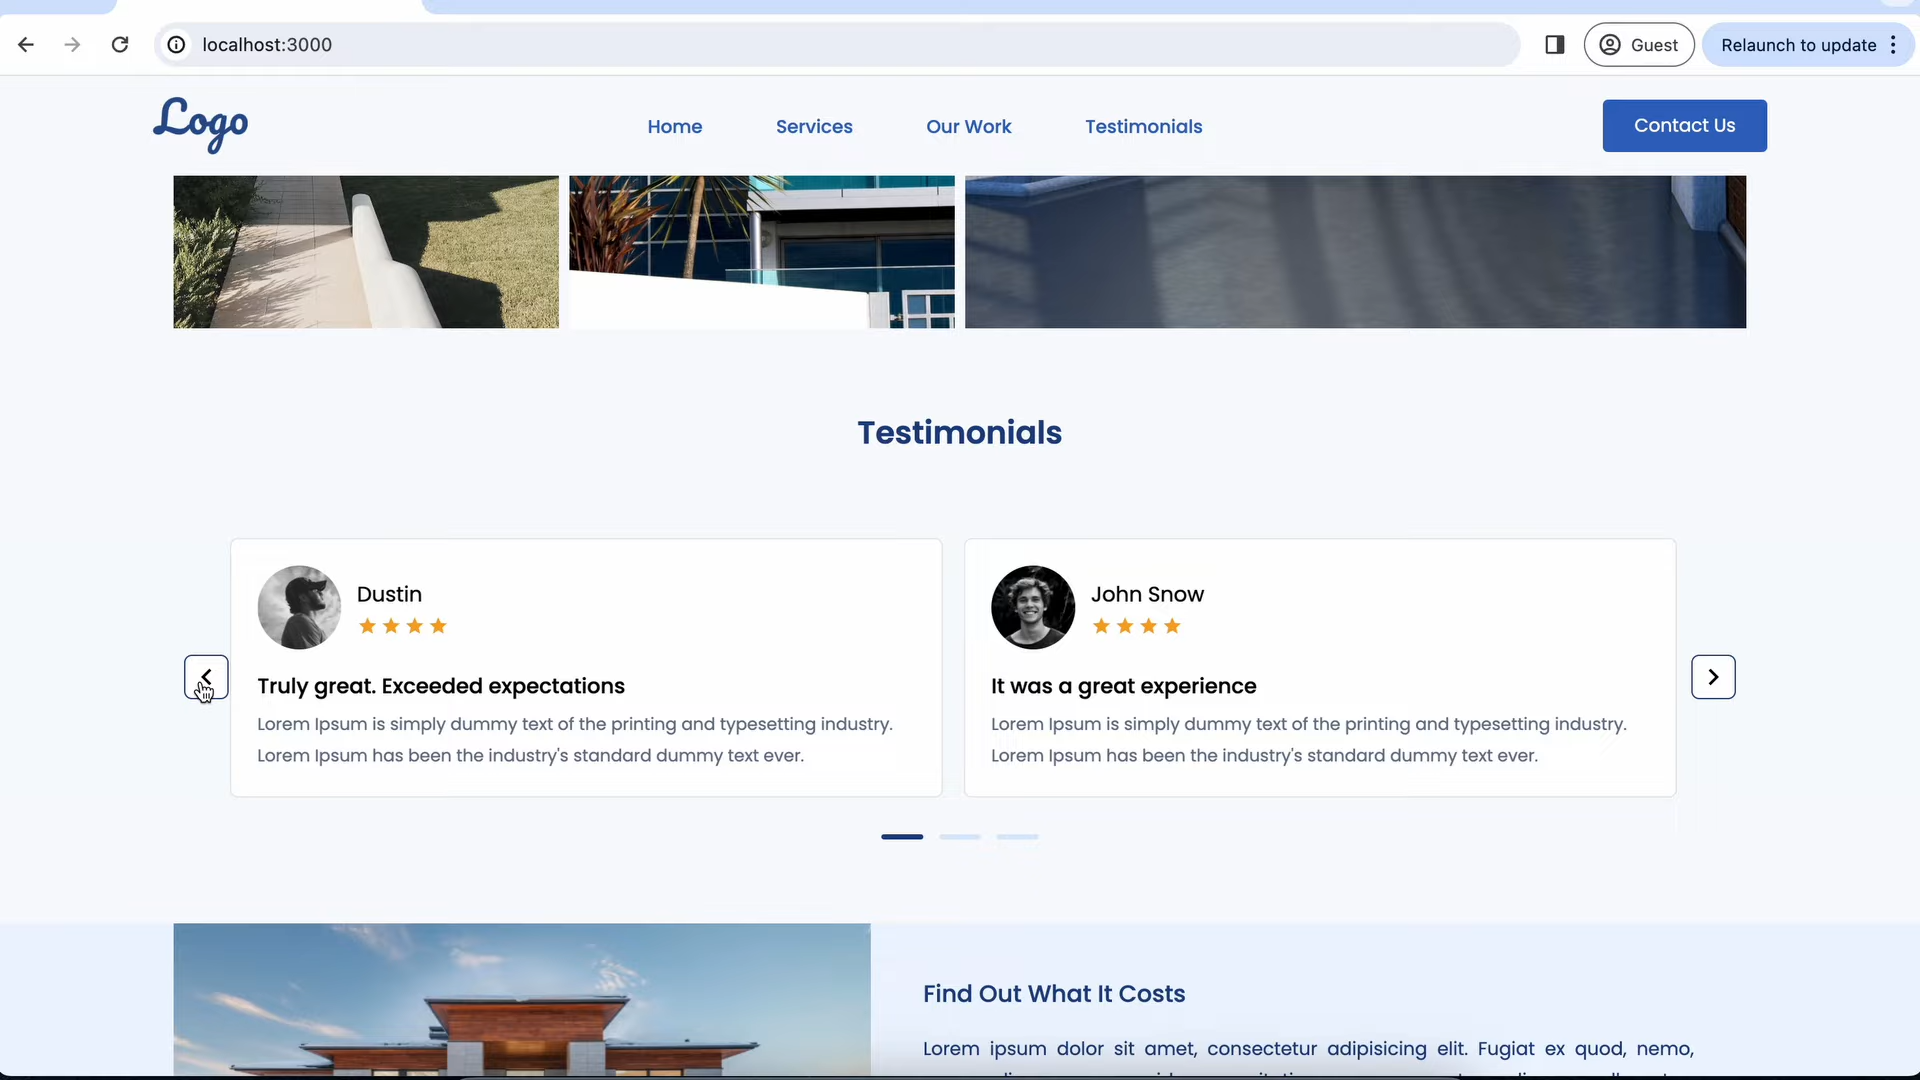 localhost:3000
Guest
Relaunch to update
Logo
Home
Services
Our Work
Testimonials
Contact Us
Testimonials
Dustin
Truly great. Exceeded expectations
Lorem Ipsum is simply dummy text of the printing and typesetting industry.
Lorem Ipsum has been the industry's standard dummy text ever.
John Snow
It was a great experience
Lorem Ipsum is simply dummy text of the printing and typesetting industry.
Lorem Ipsum has been the industry's standard dummy text ever.
Find Out What It Costs
Lorem ipsum dolor sit amet, consectetur adipisicing elit. Fugiat ex quod, nemo,